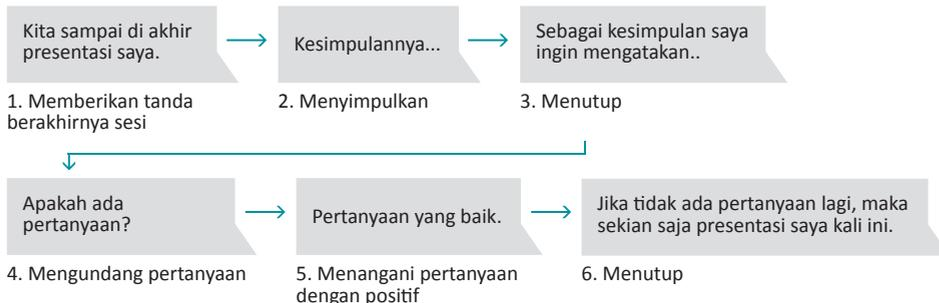 Kita sampai di akhir
presentasi saya.
Kesimpulannya...
Sebagai kesimpulan saya
ingin mengatakan..
1. Memberikan tanda
berakhirnya sesi
2. Menyimpulkan
3. Menutup
Apakah ada
pertanyaan?
Pertanyaan yang baik.
Jika tidak ada pertanyaan lagi, maka
sekian saja presentasi saya kali ini.
4. Mengundang pertanyaan
5. Menangani pertanyaan
dengan positif
6. Menutup